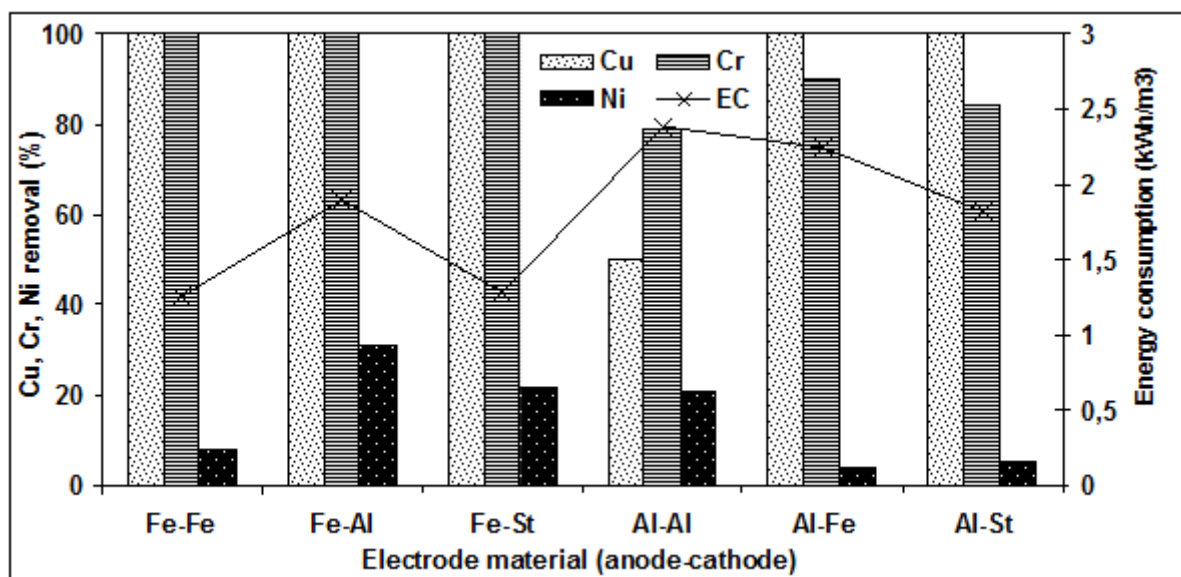 Cu, Cr, Ni removal (%)
100
80
60
40
20
0
Cu
Cr
Ni
EC
3
2,5
2
1,5
1
0,5
0
Energy consumption (kWh/m3)
Fe-Fe
Fe-Al
Fe-St
Al-Al
Al-Fe
Al-St
Electrode material (anode-cathode)